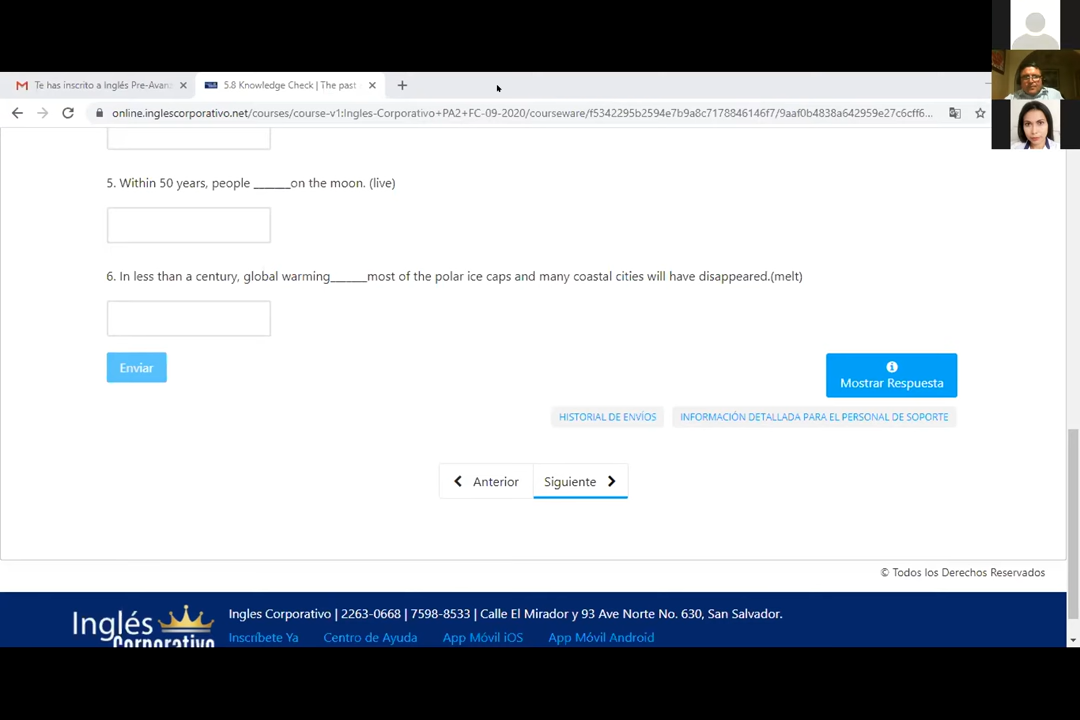 Te has inscrito a Inglés Pre-Avan
5.8 Knowledge Check | The past
online.inglescorporativo.net/courses/course-v1:Ingles-Corporativo+PA2+FC-09-2020/courseware/f5342295b2594e7b9a8c7178846146f7/9aaf0b4838a642959e27c6cff6...
5. Within 50 years, people _______on the moon. (live)
6. In less than a century, global warming_______most of the polar ice caps and many coastal cities will have disappeared.(melt)
Enviar
Mostrar Respuesta
HISTORIAL DE ENVÍOS
INFORMACIÓN DETALLADA PARA EL PERSONAL DE SOPORTE
Anterior
Siguiente
© Todos los Derechos Reservados
Inglés
Corporativo
Ingles Corporativo | 2263-0668 | 7598-8533 | Calle El Mirador y 93 Ave Norte No. 630, San Salvador.
Inscríbete Ya
Centro de Ayuda
App Móvil iOS
App Móvil Android